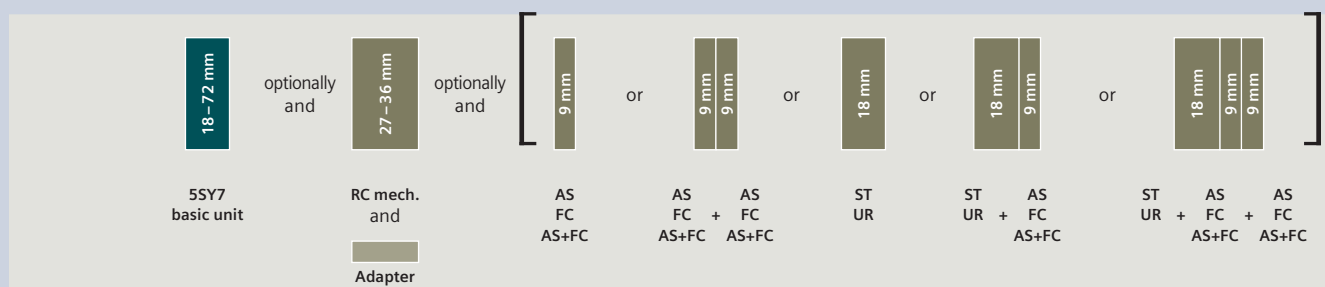 18–72 mm
optionally
and
27–36 mm
optionally
and
9 mm
or
9 mm
9 mm
or
18 mm
or
18 mm
9 mm
or
18 mm
9 mm
9 mm
5SY7
basic unit
RC mech.
and
Adapter
AS
FC
AS+FC
AS AS
FC + FC
AS+FC AS+FC
ST
UR
ST AS
UR + FC
AS+FC
ST AS AS
UR + FC + FC
AS+FC AS+FC